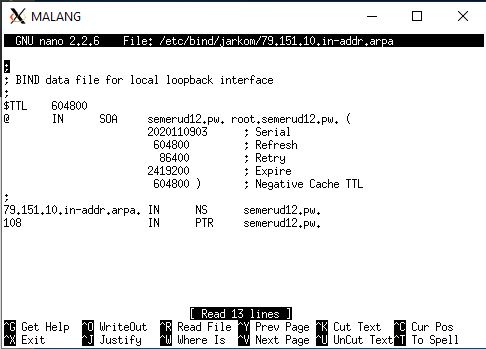 MALANG
GNU nano 2.2.6 File: /etc/bind/jarkom/79.151.10.in-addr.arpa
;
; BIND data file for local loopback interface
;
$TTL 604800
@ IN SOA semerud12.pw. root.semerud12.pw. (
2020110903 ; Serial
604800 ; Refresh
86400 ; Retry
2419200 ; Expire
604800 ) ; Negative Cache TTL
;
79.151.10.in-addr.arpa. IN NS semerud12.pw.
108 IN PTR semerud12.pw.
[ Read 13 lines ]
^G Get Help ^O WriteOut ^R Read File ^Y Prev Page ^K Cut Text ^C Cur Pos
^X Exit ^J Justify ^W Where Is ^V Next Page ^U UnCut Text ^T To Spell